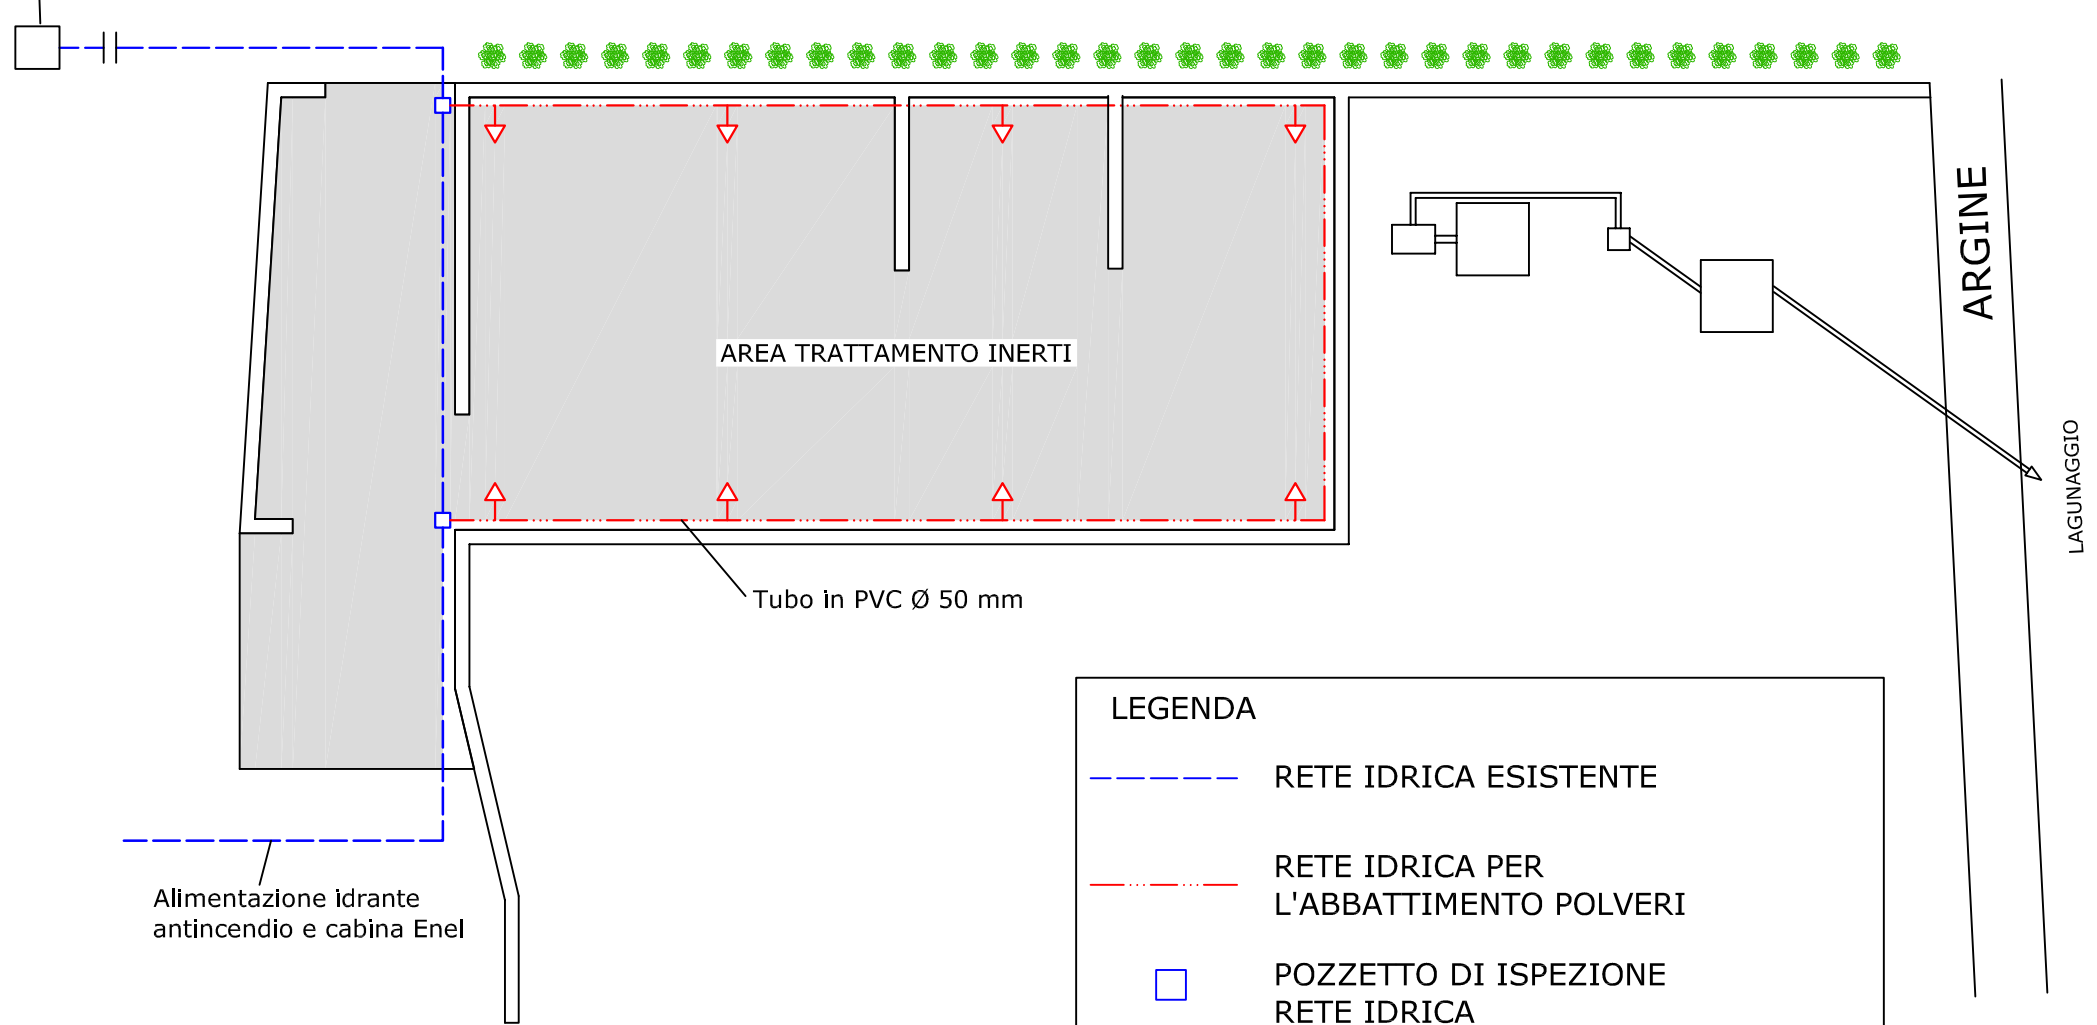 ARGINE
AREA TRATTAMENTO INERTI
LAGUNAGGIO
Tubo in PVC Ø 50 mm
LEGENDA
RETE IDRICA ESISTENTE
RETE IDRICA PER
L'ABBATTIMENTO POLVERI
POZZETTO DI ISPEZIONE
RETE IDRICA
Alimentazione idrante
antincendio e cabina Enel